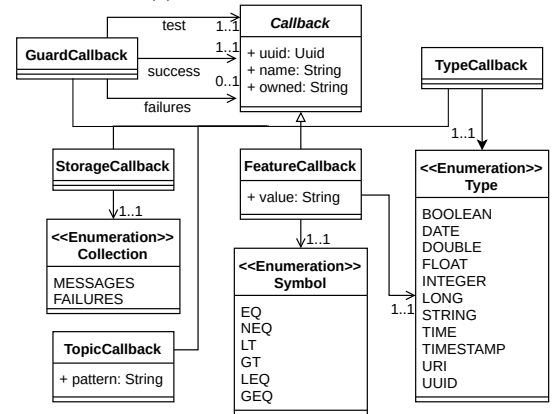 Callback
+ uuid: Uuid
+ name: String
+ owned: String
GuardCallback
test
1..1
success
1..1
failures
0..1
TypeCallback
1..1
StorageCallback
1..1
<<Enumeration>>
Collection
MESSAGES
FAILURES
FeatureCallback
+ value: String
1..1
1..1
<<Enumeration>>
Symbol
EQ
NEQ
LT
GT
LEQ
GEQ
<<Enumeration>>
Type
BOOLEAN
DATE
DOUBLE
FLOAT
INTEGER
LONG
STRING
TIME
TIMESTAMP
URI
UUID
TopicCallback
+ pattern: String